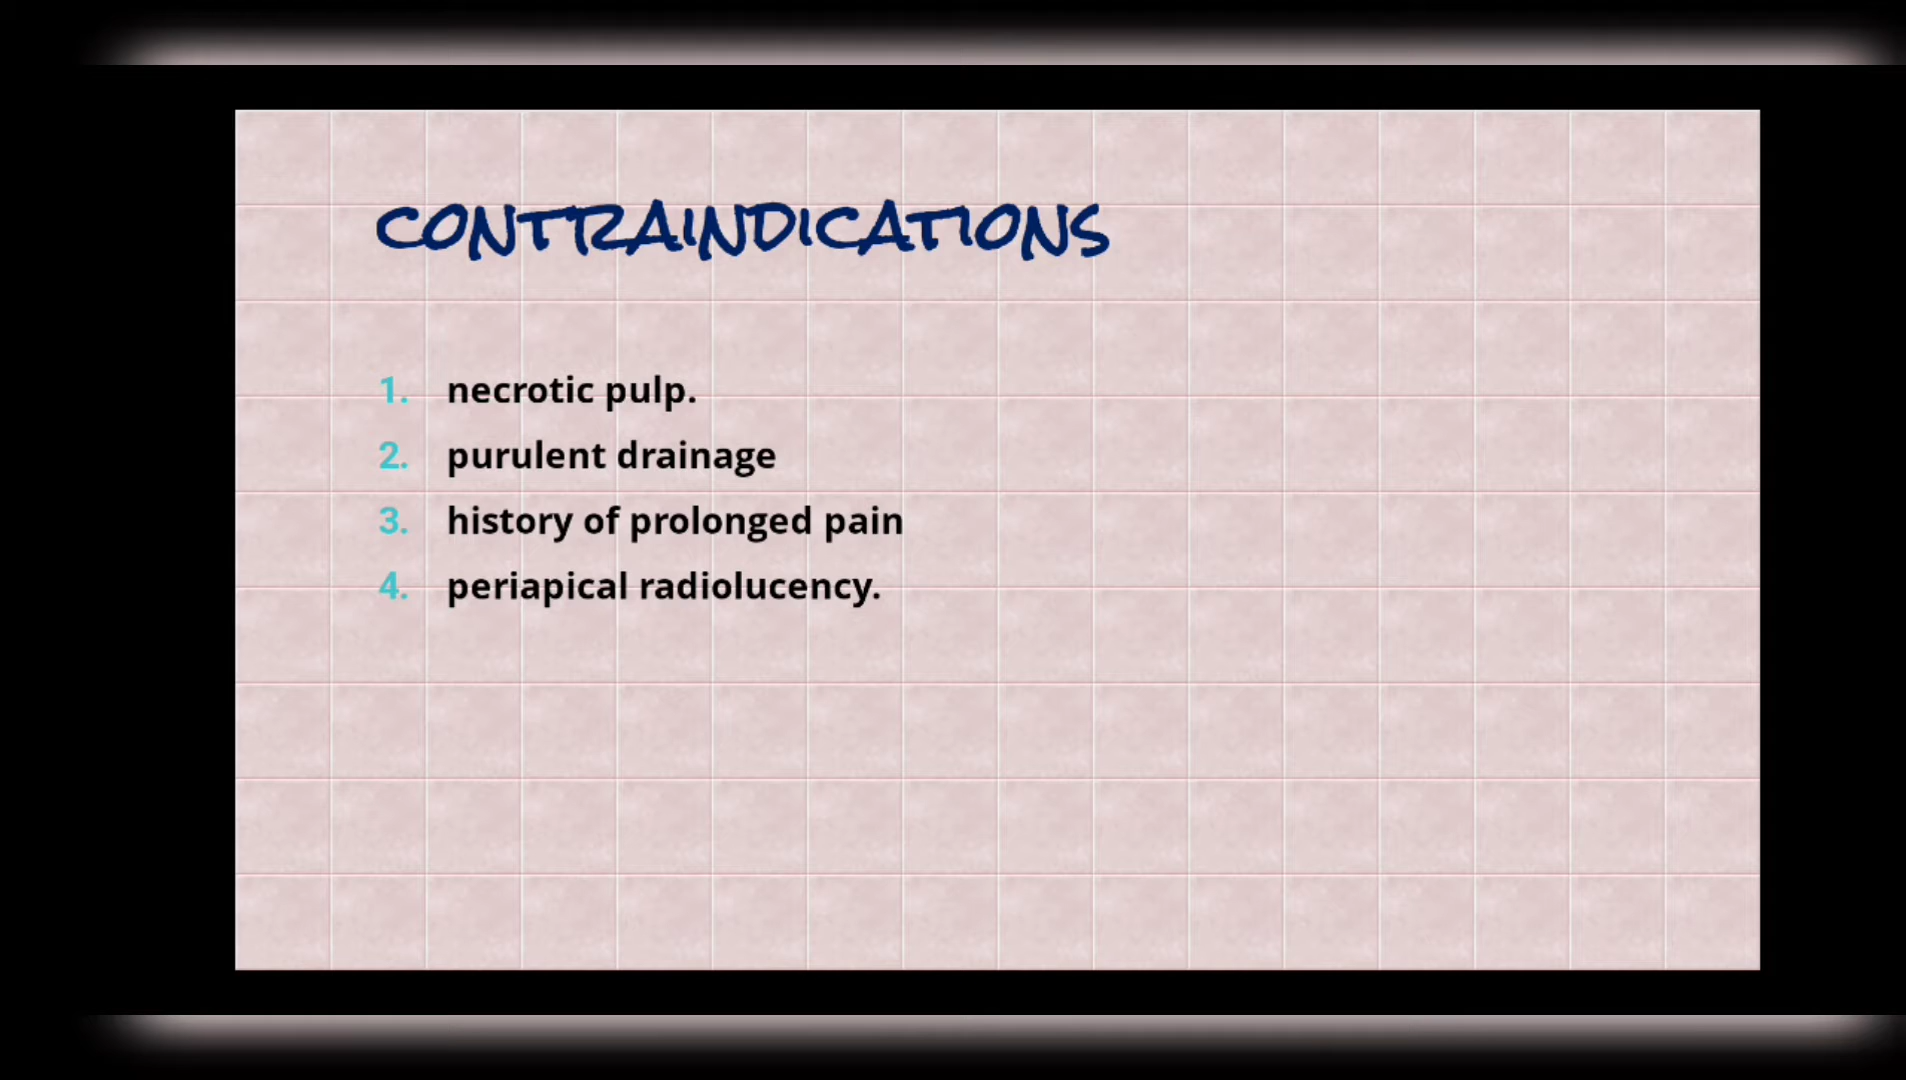 CONTRAINDICATIONS
1. necrotic pulp.
2. purulent drainage
3. history of prolonged pain
4. periapical radiolucency.